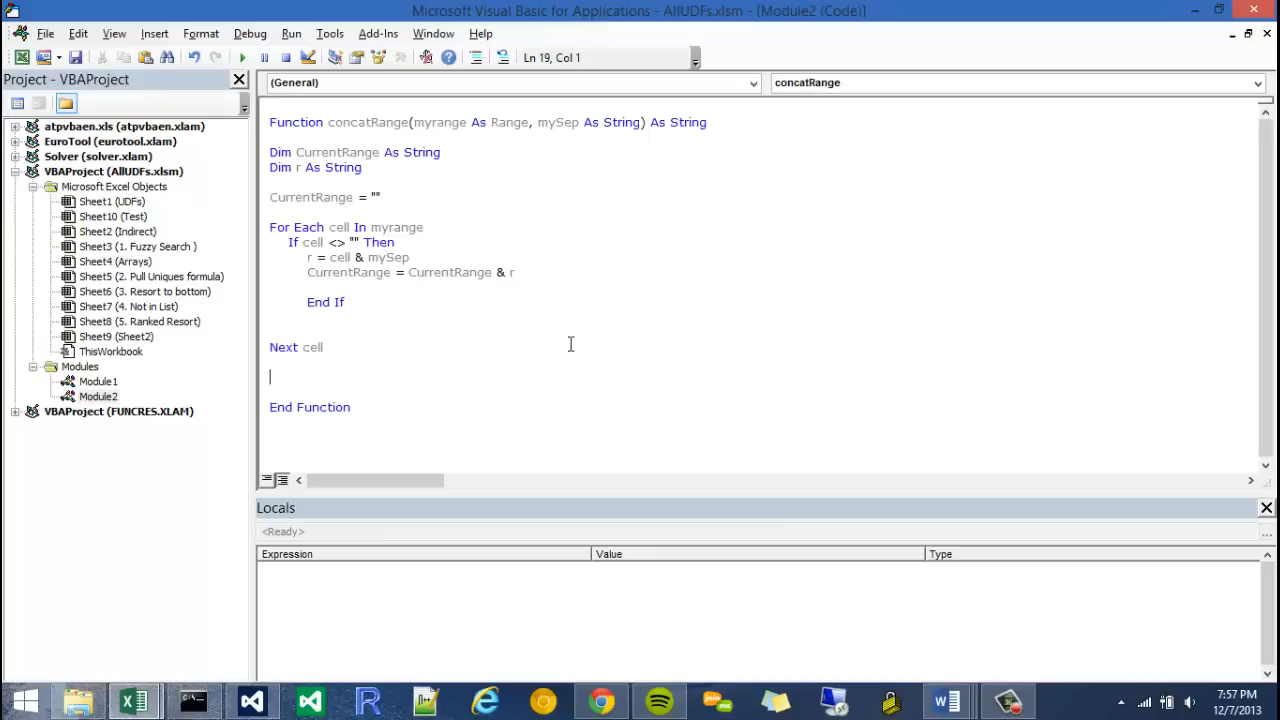 Microsoft Visual Basic for Applications - AllUDFs.xlsm - [Module2 (Code)]
File Edit View Insert Format Debug Run Tools Add-Ins Window Help
Ln 19, Col 1
Project - VBAProject
(General) concatRange
atpvbaen.xls (atpvbaen.xlam)
EuroTool (eurotool.xlam)
Solver (solver.xlam)
VBAProject (AllUDFs.xlsm)
Microsoft Excel Objects
Sheet1 (UDFs)
Sheet10 (Test)
Sheet2 (Indirect)
Sheet3 (1. Fuzzy Search )
Sheet4 (Arrays)
Sheet5 (2. Pull Uniques formula)
Sheet6 (3. Resort to bottom)
Sheet7 (4. Not in List)
Sheet8 (5. Ranked Resort)
Sheet9 (Sheet2)
ThisWorkbook
Modules
Module1
Module2
VBAProject (FUNCRES.XLAM)
Function concatRange(myrange As Range, mySep As String) As String
Dim CurrentRange As String
Dim r As String
CurrentRange = ""
For Each cell In myrange
If cell <> "" Then
r = cell & mySep
CurrentRange = CurrentRange & r
End If
Next cell
End Function
Locals
<Ready>
Expression Value Type
7:57 PM
12/7/2013